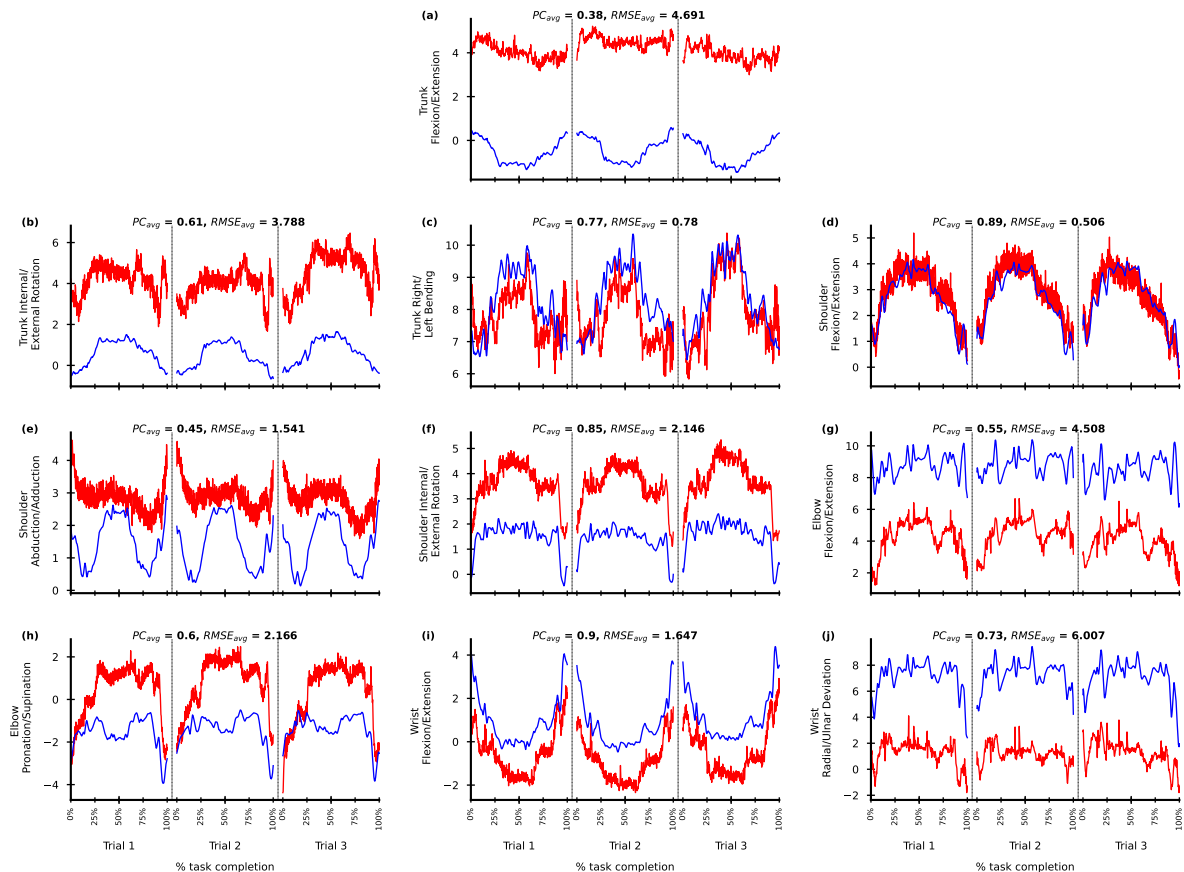 (a) PC_avg = 0.38, RMSE_avg = 4.691
Trunk
Flexion/Extension
4
2
0
(b) PC_avg = 0.61, RMSE_avg = 3.788
Trunk Internal/
External Rotation
6
4
2
0
(c) PC_avg = 0.77, RMSE_avg = 0.78
Trunk Right/
Left Bending
10
9
8
7
6
(d) PC_avg = 0.89, RMSE_avg = 0.506
Shoulder
Flexion/Extension
5
4
3
2
1
0
(e) PC_avg = 0.45, RMSE_avg = 1.541
Shoulder
Abduction/Adduction
4
3
2
1
0
(f) PC_avg = 0.85, RMSE_avg = 2.146
Shoulder Internal/
External Rotation
5
4
3
2
1
0
(g) PC_avg = 0.55, RMSE_avg = 4.508
Elbow
Flexion/Extension
10
8
6
4
2
(h) PC_avg = 0.6, RMSE_avg = 2.166
Elbow
Pronation/Supination
2
0
−2
−4
0% 25% 50% 75% 100% 25% 50% 75% 100% 25% 50% 75% 100%
Trial 1 Trial 2 Trial 3
% task completion
(i) PC_avg = 0.9, RMSE_avg = 1.647
Wrist
Flexion/Extension
4
2
0
−2
0% 25% 50% 75% 100% 25% 50% 75% 100% 25% 50% 75% 100%
Trial 1 Trial 2 Trial 3
% task completion
(j) PC_avg = 0.73, RMSE_avg = 6.007
Wrist
Radial/Ulnar Deviation
8
6
4
2
0
−2
0% 25% 50% 75% 100% 25% 50% 75% 100% 25% 50% 75% 100%
Trial 1 Trial 2 Trial 3
% task completion